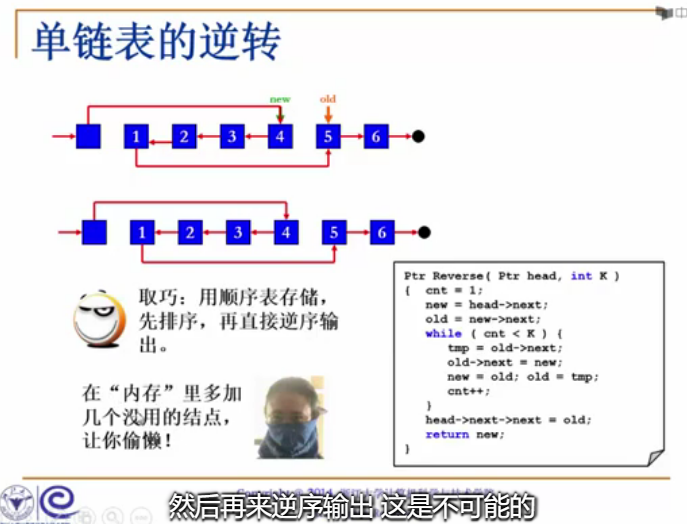 单链表的逆转
new
old
1 2 3 4 5 6
1 2 3 4 5 6
取巧：用顺序表存储，
先排序，再直接逆序输
出。
在“内存”里多加
几个没用的结点，
让你偷懒！
Ptr Reverse( Ptr head, int K )
{ cnt = 1;
new = head->next;
old = new->next;
while ( cnt < K ) {
tmp = old->next;
old->next = new;
new = old; old = tmp;
cnt++;
}
head->next->next = old;
return new;
}
然后再来逆序输出 这是不可能的